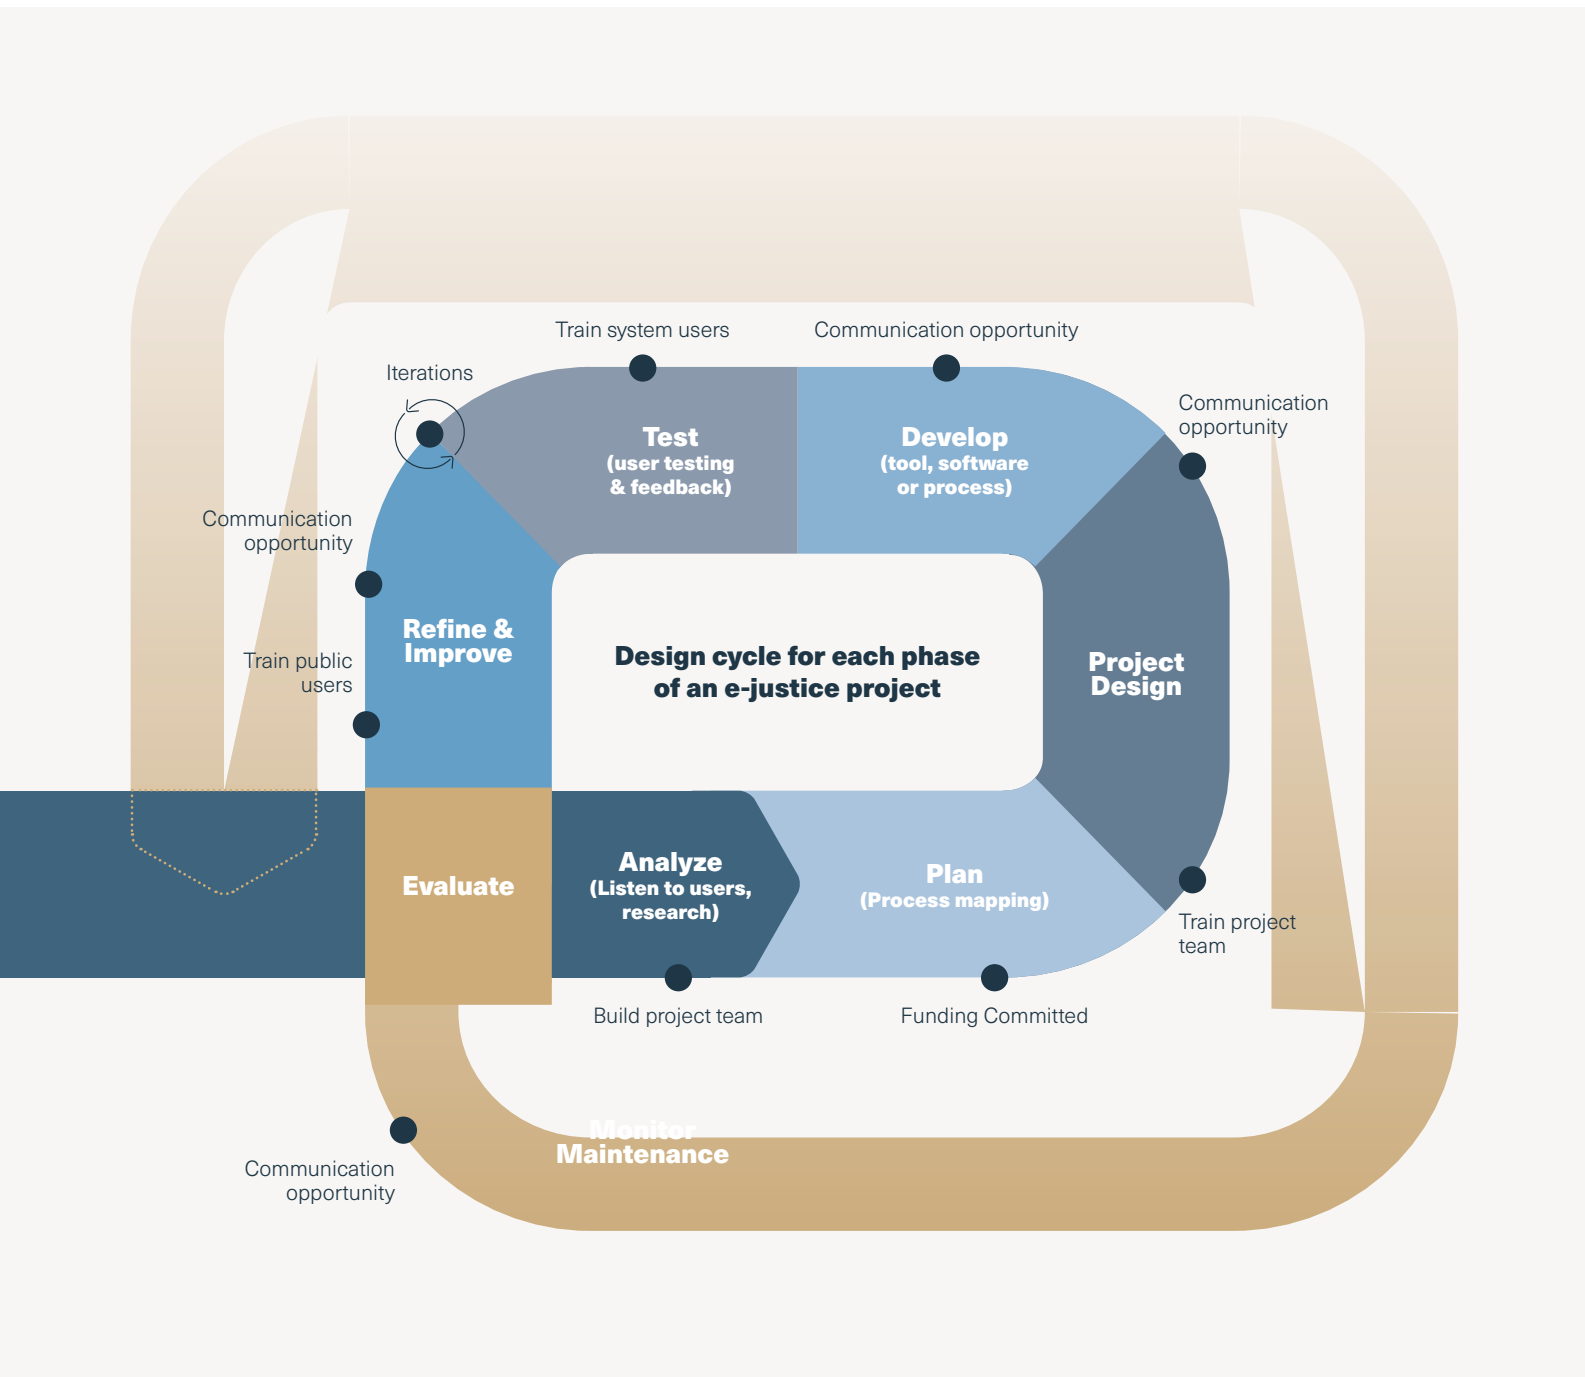 Train system users
Communication opportunity
Iterations
Communication
opportunity
Test
(user testing
& feedback)
Develop
(tool, software
or process)
Communication
opportunity
Refine &
Improve
Train public
users
Design cycle for each phase
of an e-justice project
Project
Design
Evaluate
Analyze
(Listen to users,
research)
Plan
(Process mapping)
Train project
team
Build project team
Funding Committed
Monitor
Maintenance
Communication
opportunity